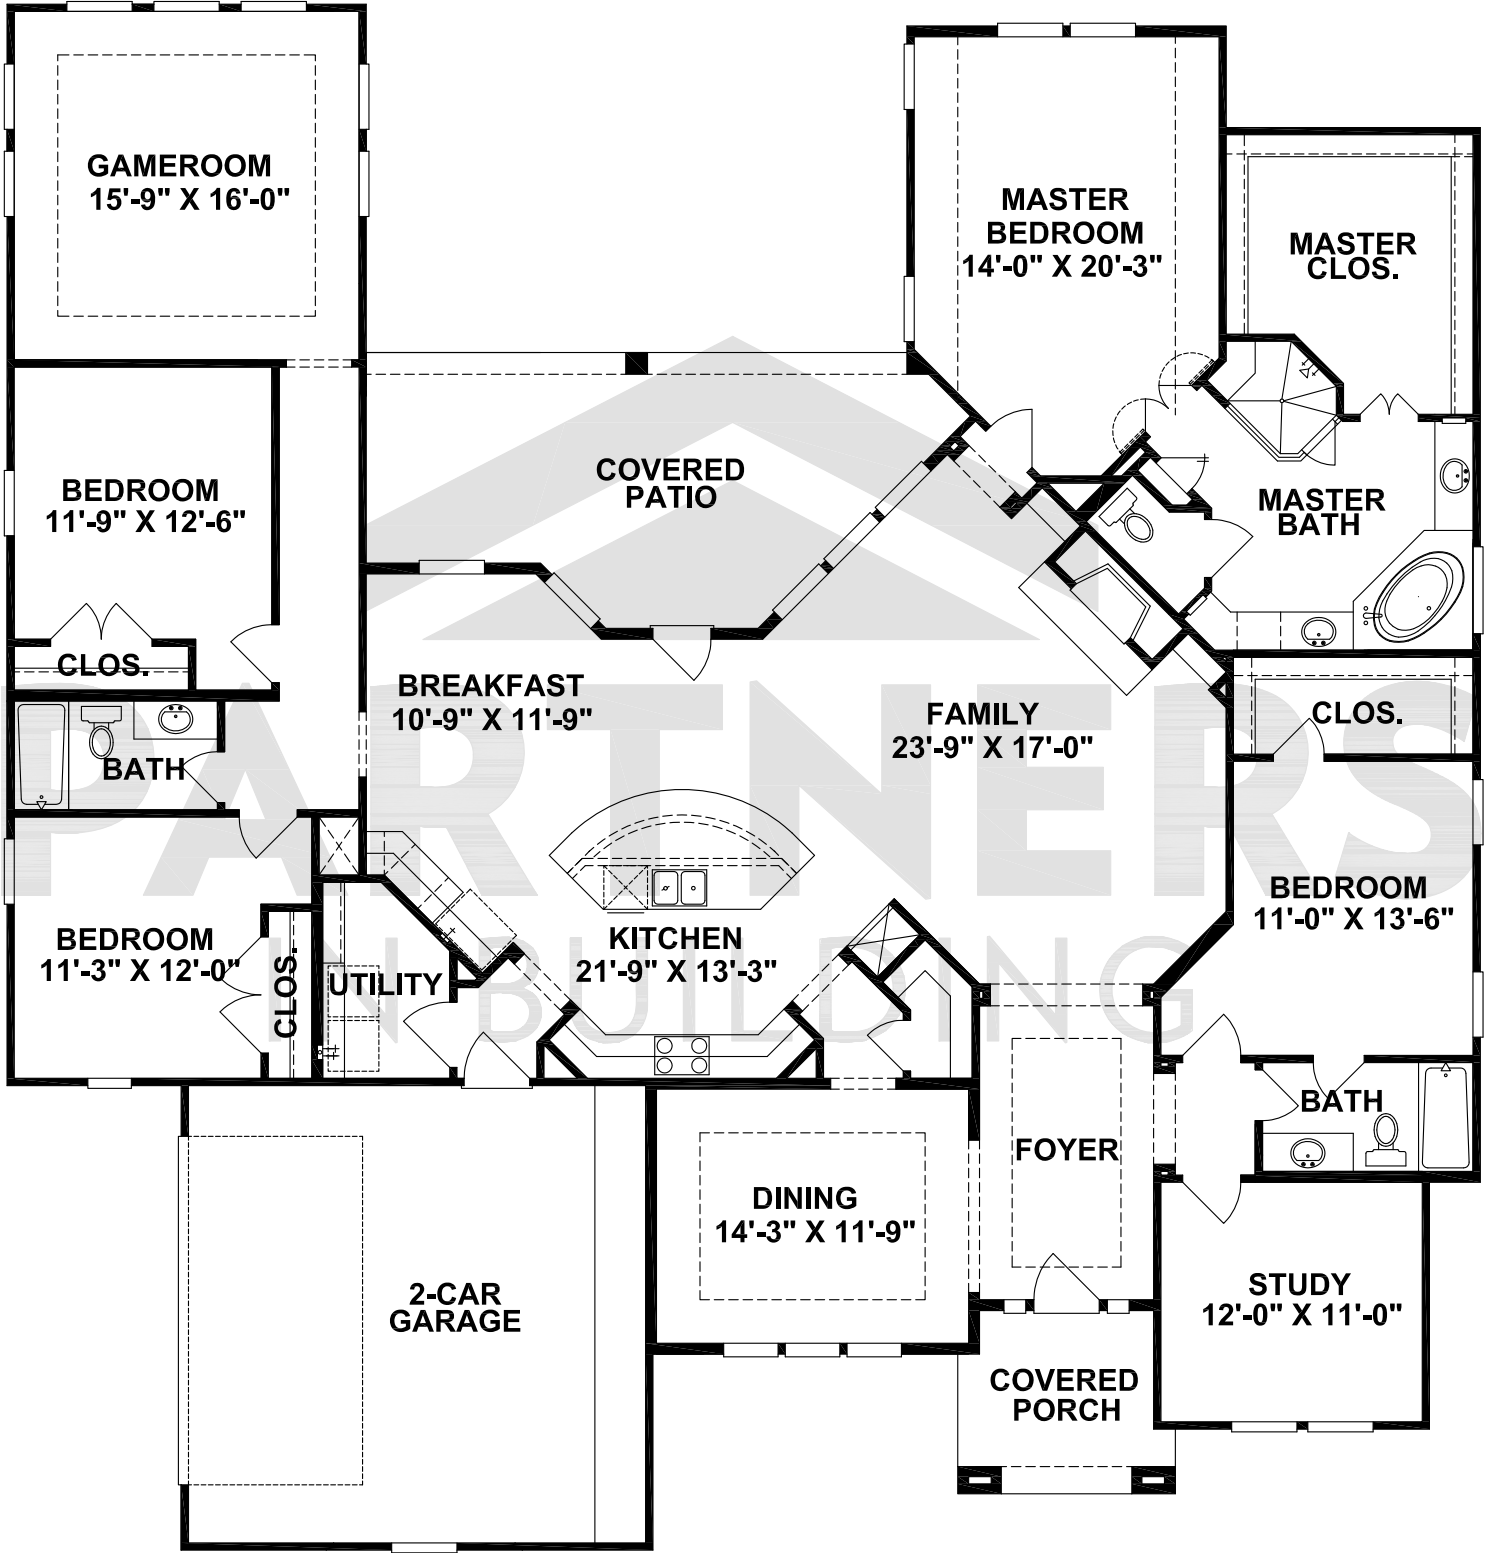 GAMEROOM
15'-9" X 16'-0"
MASTER
BEDROOM
14'-0" X 20'-3"
MASTER
CLOS.
COVERED
PATIO
BEDROOM
11'-9" X 12'-6"
MASTER
BATH
CLOS.
BREAKFAST
10'-9" X 11'-9"
FAMILY
23'-9" X 17'-0"
CLOS.
BATH
PARTNERS
IN BUILDING
BEDROOM
11'-0" X 13'-6"
BEDROOM
11'-3" X 12'-0"
CLOS.
UTILITY
KITCHEN
21'-9" X 13'-3"
BATH
FOYER
DINING
14'-3" X 11'-9"
2-CAR
GARAGE
STUDY
12'-0" X 11'-0"
COVERED
PORCH